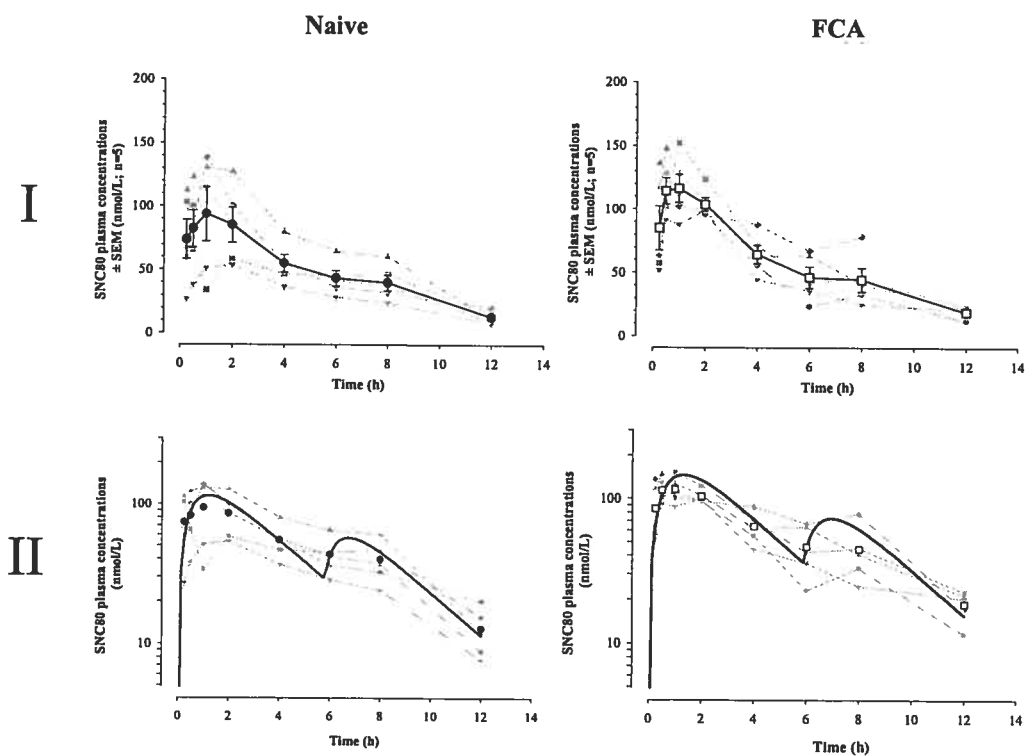 Naive
FCA
I
SNC80 plasma concentrations
± SEM (nmol/L; n=5)
200
150
100
50
0
0 2 4 6 8 10 12 14
Time (h)
SNC80 plasma concentrations
± SEM (nmol/L; n=5)
200
150
100
50
0
0 2 4 6 8 10 12 14
Time (h)
II
SNC80 plasma concentrations
(nmol/L)
100
10
0 2 4 6 8 10 12 14
Time (h)
SNC80 plasma concentrations
(nmol/L)
100
10
0 2 4 6 8 10 12 14
Time (h)